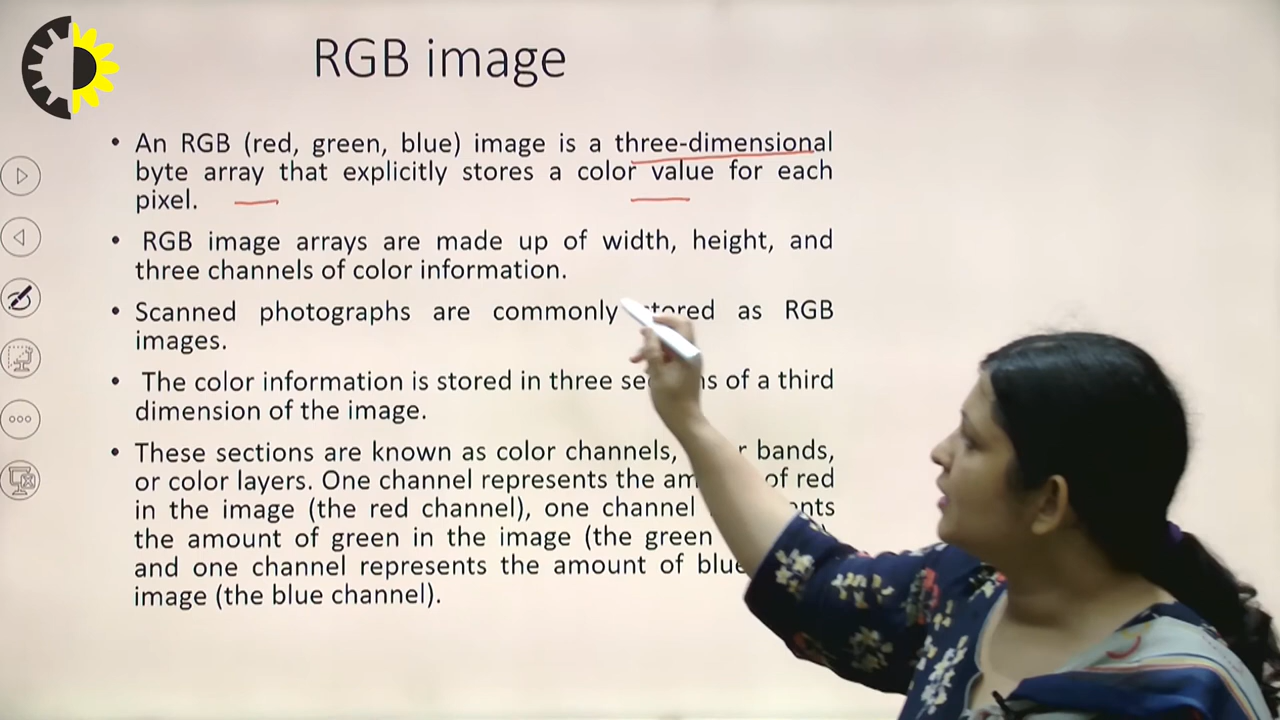 RGB image
• An RGB (red, green, blue) image is a three-dimensional
byte array that explicitly stores a color value for each
pixel.
• RGB image arrays are made up of width, height, and
three channels of color information.
• Scanned photographs are commonly stored as RGB
images.
• The color information is stored in three of a third
dimension of the image.
• These sections are known as color channels, bands,
or color layers. One channel represents the of red
in the image (the red channel), one channel
the amount of green in the image (the green
and one channel represents the amount of blue
image (the blue channel).